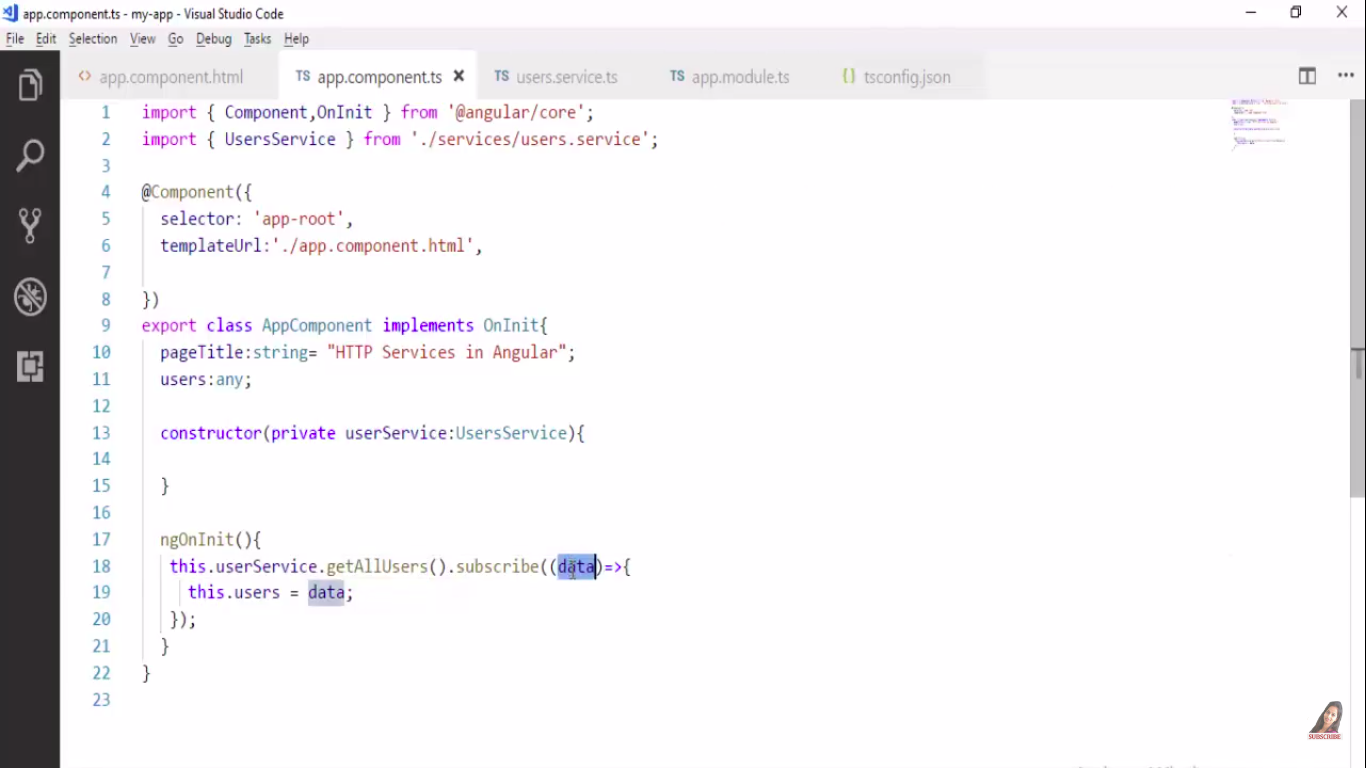 app.component.ts - my-app - Visual Studio Code
File Edit Selection View Go Debug Tasks Help
<> app.component.html TS app.component.ts × TS users.service.ts TS app.module.ts {} tsconfig.json
1 import { Component,OnInit } from '@angular/core';
2 import { UsersService } from './services/users.service';
3
4 @Component({
5 selector: 'app-root',
6 templateUrl:'./app.component.html',
7
8 })
9 export class AppComponent implements OnInit{
10 pageTitle:string= "HTTP Services in Angular";
11 users:any;
12
13 constructor(private userService:UsersService){
14
15 }
16
17 ngOnInit(){
18 this.userService.getAllUsers().subscribe((data)=>{
19 this.users = data;
20 });
21 }
22 }
23
SUBSCRIBE